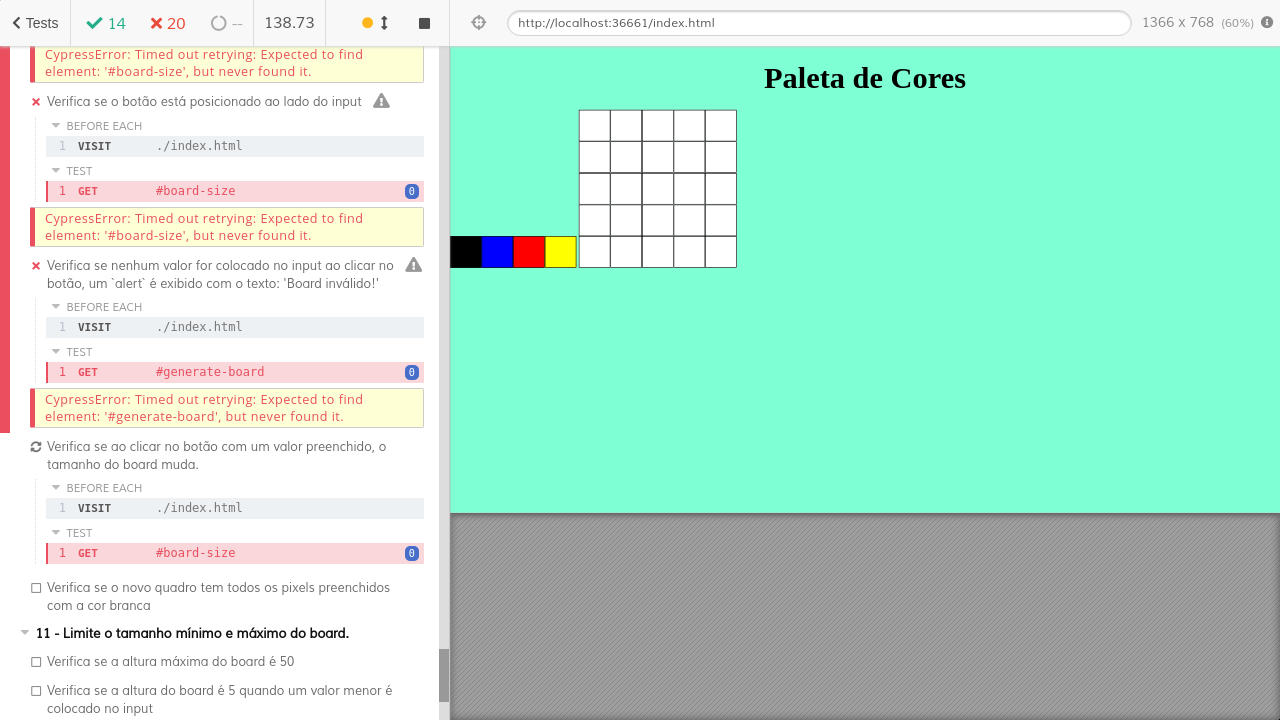 Tests 14 20 -- 138.73 http://localhost:36661/index.html 1366 x 768 (60%)
CypressError: Timed out retrying: Expected to find
element: '#board-size', but never found it.
Verifica se o botão está posicionado ao lado do input
BEFORE EACH
1 VISIT ./index.html
TEST
1 GET #board-size 0
CypressError: Timed out retrying: Expected to find
element: '#board-size', but never found it.
Verifica se nenhum valor for colocado no input ao clicar no
botão, um `alert` é exibido com o texto: 'Board inválido!'
BEFORE EACH
1 VISIT ./index.html
TEST
1 GET #generate-board 0
CypressError: Timed out retrying: Expected to find
element: '#generate-board', but never found it.
Verifica se ao clicar no botão com um valor preenchido, o
tamanho do board muda.
BEFORE EACH
1 VISIT ./index.html
TEST
1 GET #board-size 0
Verifica se o novo quadro tem todos os pixels preenchidos
com a cor branca
11 - Limite o tamanho mínimo e máximo do board.
Verifica se a altura máxima do board é 50
Verifica se a altura do board é 5 quando um valor menor é
colocado no input
Paleta de Cores